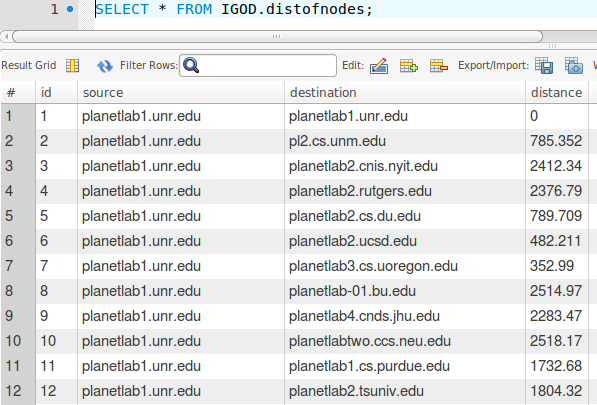 1 SELECT * FROM IGOD.distofnodes;
Result Grid Filter Rows: Edit: Export/Import:
# id source destination distance
1 1 planetlab1.unr.edu planetlab1.unr.edu 0
2 2 planetlab1.unr.edu pl2.cs.unm.edu 785.352
3 3 planetlab1.unr.edu planetlab2.cnis.nyit.edu 2412.34
4 4 planetlab1.unr.edu planetlab2.rutgers.edu 2376.79
5 5 planetlab1.unr.edu planetlab2.cs.du.edu 789.709
6 6 planetlab1.unr.edu planetlab2.ucsd.edu 482.211
7 7 planetlab1.unr.edu planetlab3.cs.uoregon.edu 352.99
8 8 planetlab1.unr.edu planetlab-01.bu.edu 2514.97
9 9 planetlab1.unr.edu planetlab4.cnds.jhu.edu 2283.47
10 10 planetlab1.unr.edu planetlabtwo.ccs.neu.edu 2518.17
11 11 planetlab1.unr.edu planetlab1.cs.purdue.edu 1732.68
12 12 planetlab1.unr.edu planetlab2.tsuniv.edu 1804.32